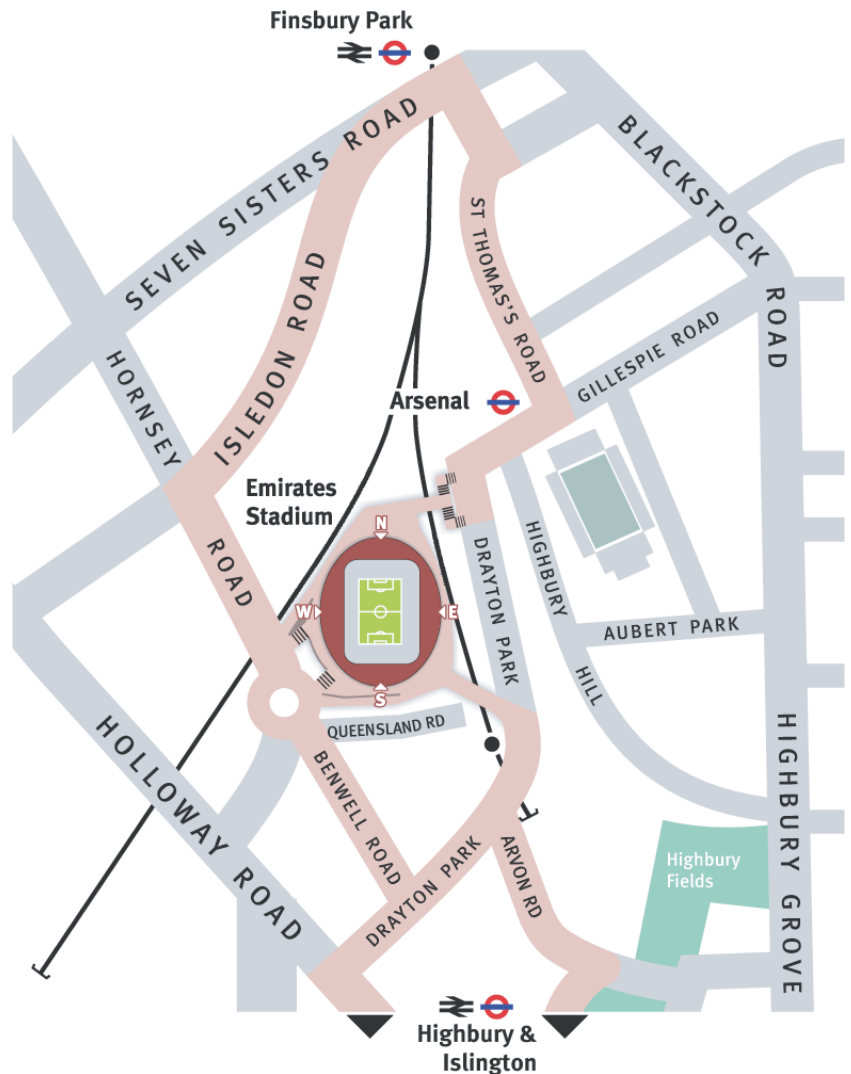 Finsbury Park
SEVEN SISTERS ROAD
BLACKSTOCK
ROAD
ISLEDON ROAD
ST THOMAS'S ROAD
HORNSEY
ROAD
GILLESPIE ROAD
Arsenal
Emirates
Stadium
N
W
E
S
DRAYTON PARK
HIGHBURY
HILL
AUBERT PARK
QUEENSLAND RD
BENWELL ROAD
HOLLOWAY ROAD
DRAYTON PARK
ARVON RD
Highbury
Fields
HIGHBURY GROVE
Highbury &
Islington